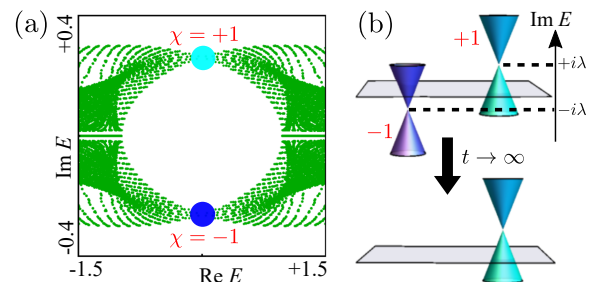 (a)
+0.4
Im E
-0.4
χ = +1
χ = −1
-1.5
Re E
+1.5
(b)
Im E
+1
+iλ
−iλ
−1
t → ∞